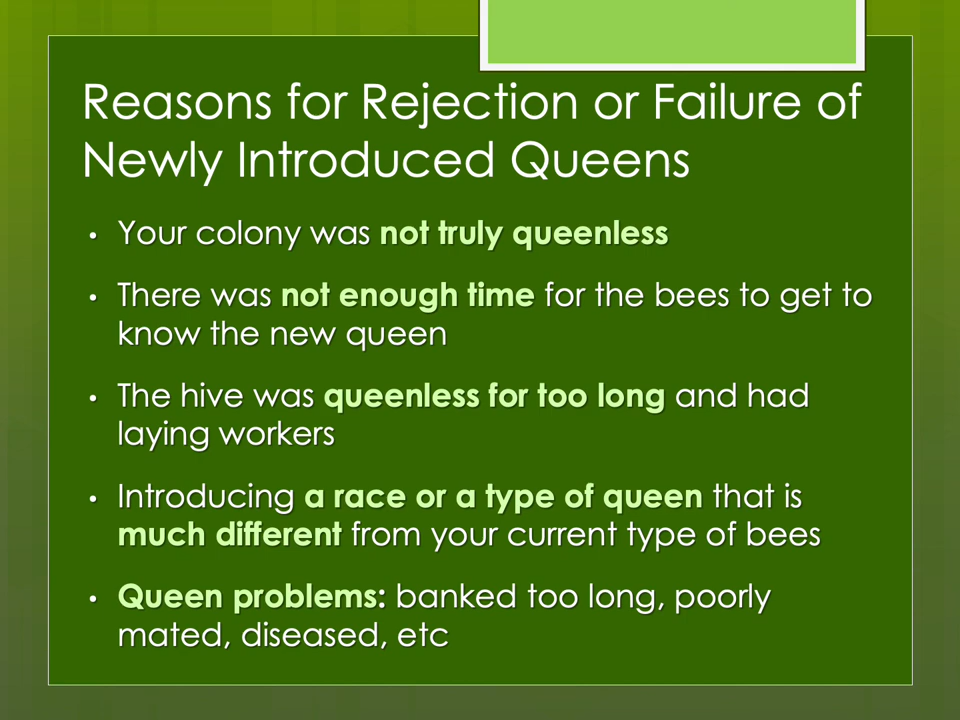 Reasons for Rejection or Failure of
Newly Introduced Queens
• Your colony was not truly queenless
• There was not enough time for the bees to get to
know the new queen
• The hive was queenless for too long and had
laying workers
• Introducing a race or a type of queen that is
much different from your current type of bees
• Queen problems: banked too long, poorly
mated, diseased, etc